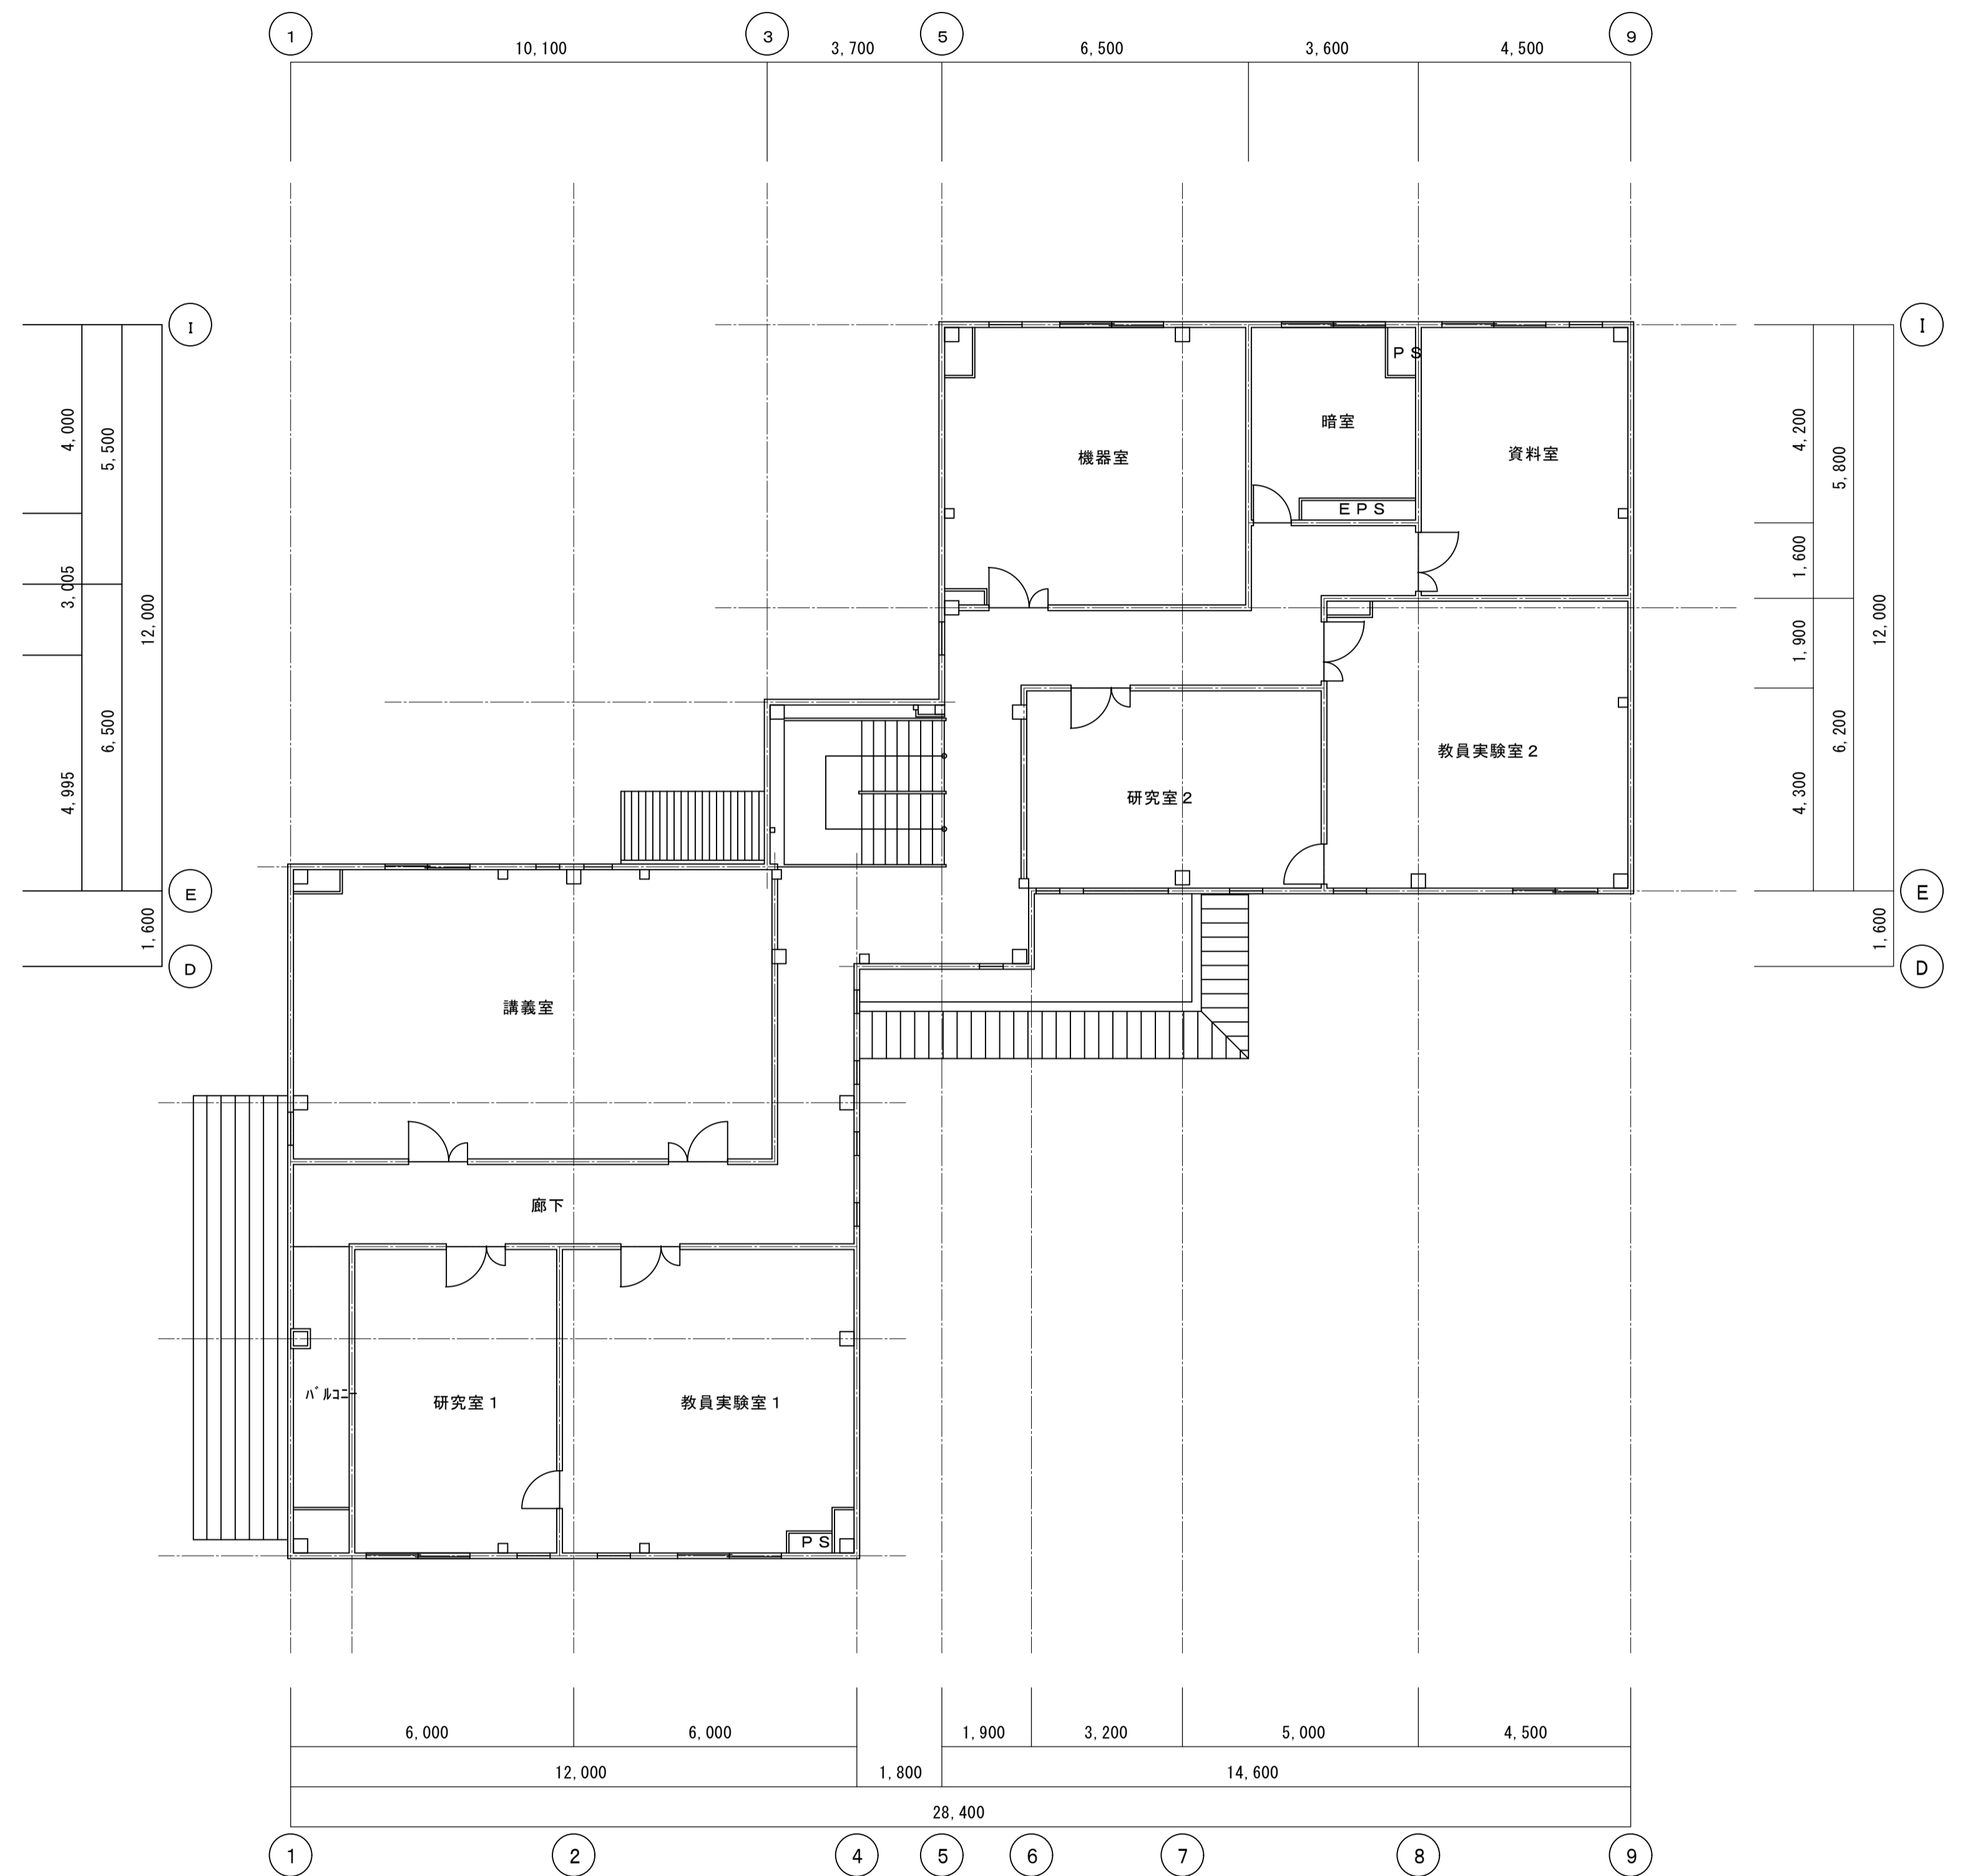 1 3 5 9
10,100 3,700 6,500 3,600 4,500
I I
PS
4,000 5,500 暗室 4,200
機器室 資料室 5,800
EPS
3,005 1,600
12,000 1,900 12,000
6,500 教員実験室2 6,200
4,995 研究室2 4,300
E E
1,600 1,600
D D
講義室
廊下
バルコニー 研究室1 教員実験室1
PS
6,000 6,000 1,900 3,200 5,000 4,500
12,000 1,800 14,600
28,400
1 2 4 5 6 7 8 9